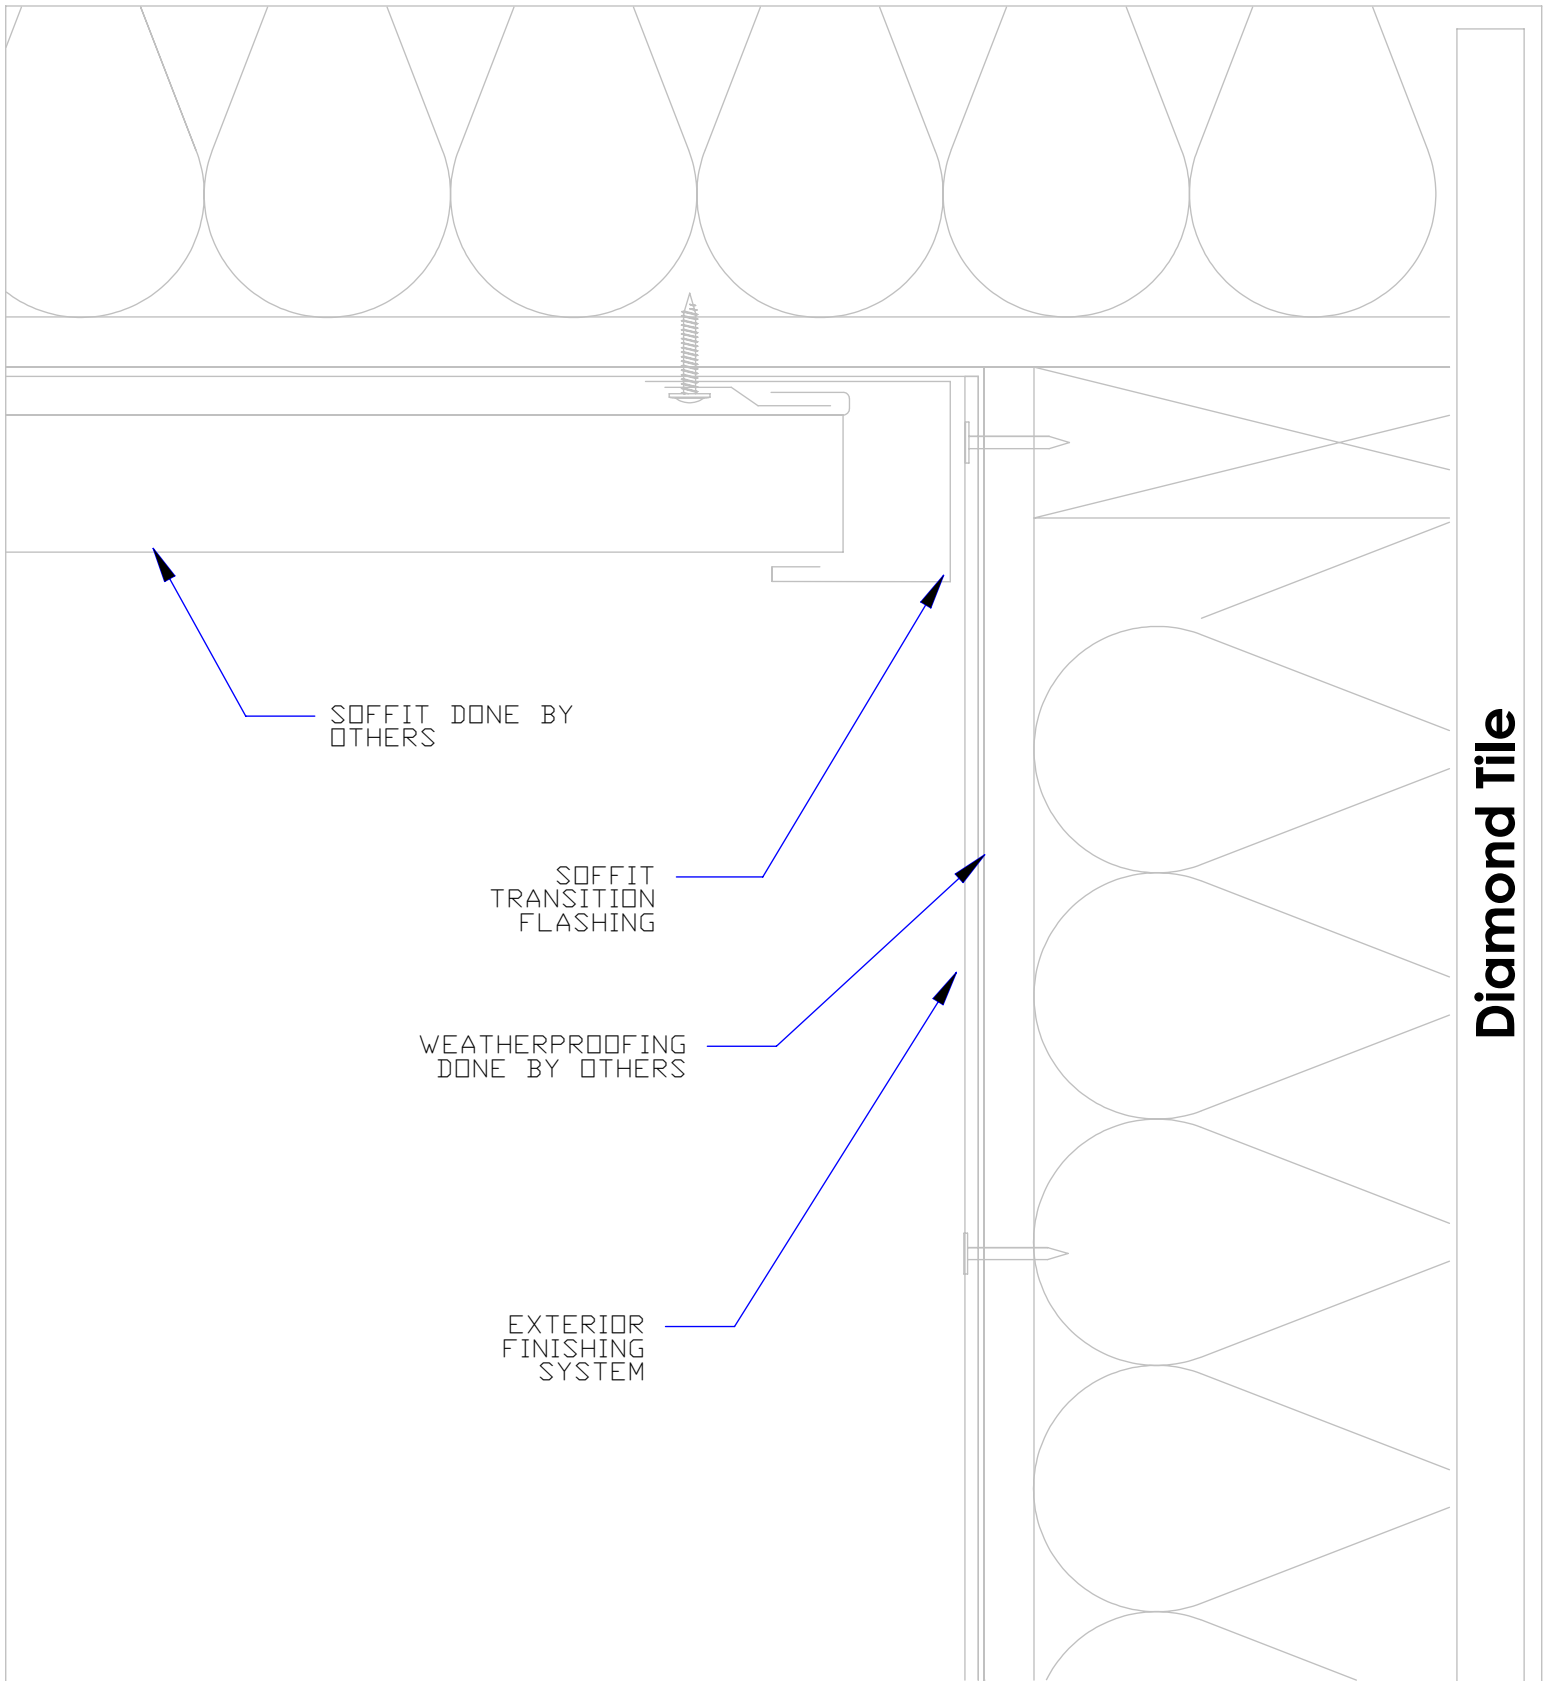 SOFFIT DONE BY
OTHERS
SOFFIT
TRANSITION
FLASHING
WEATHERPROOFING
DONE BY OTHERS
EXTERIOR
FINISHING
SYSTEM
Diamond Tile